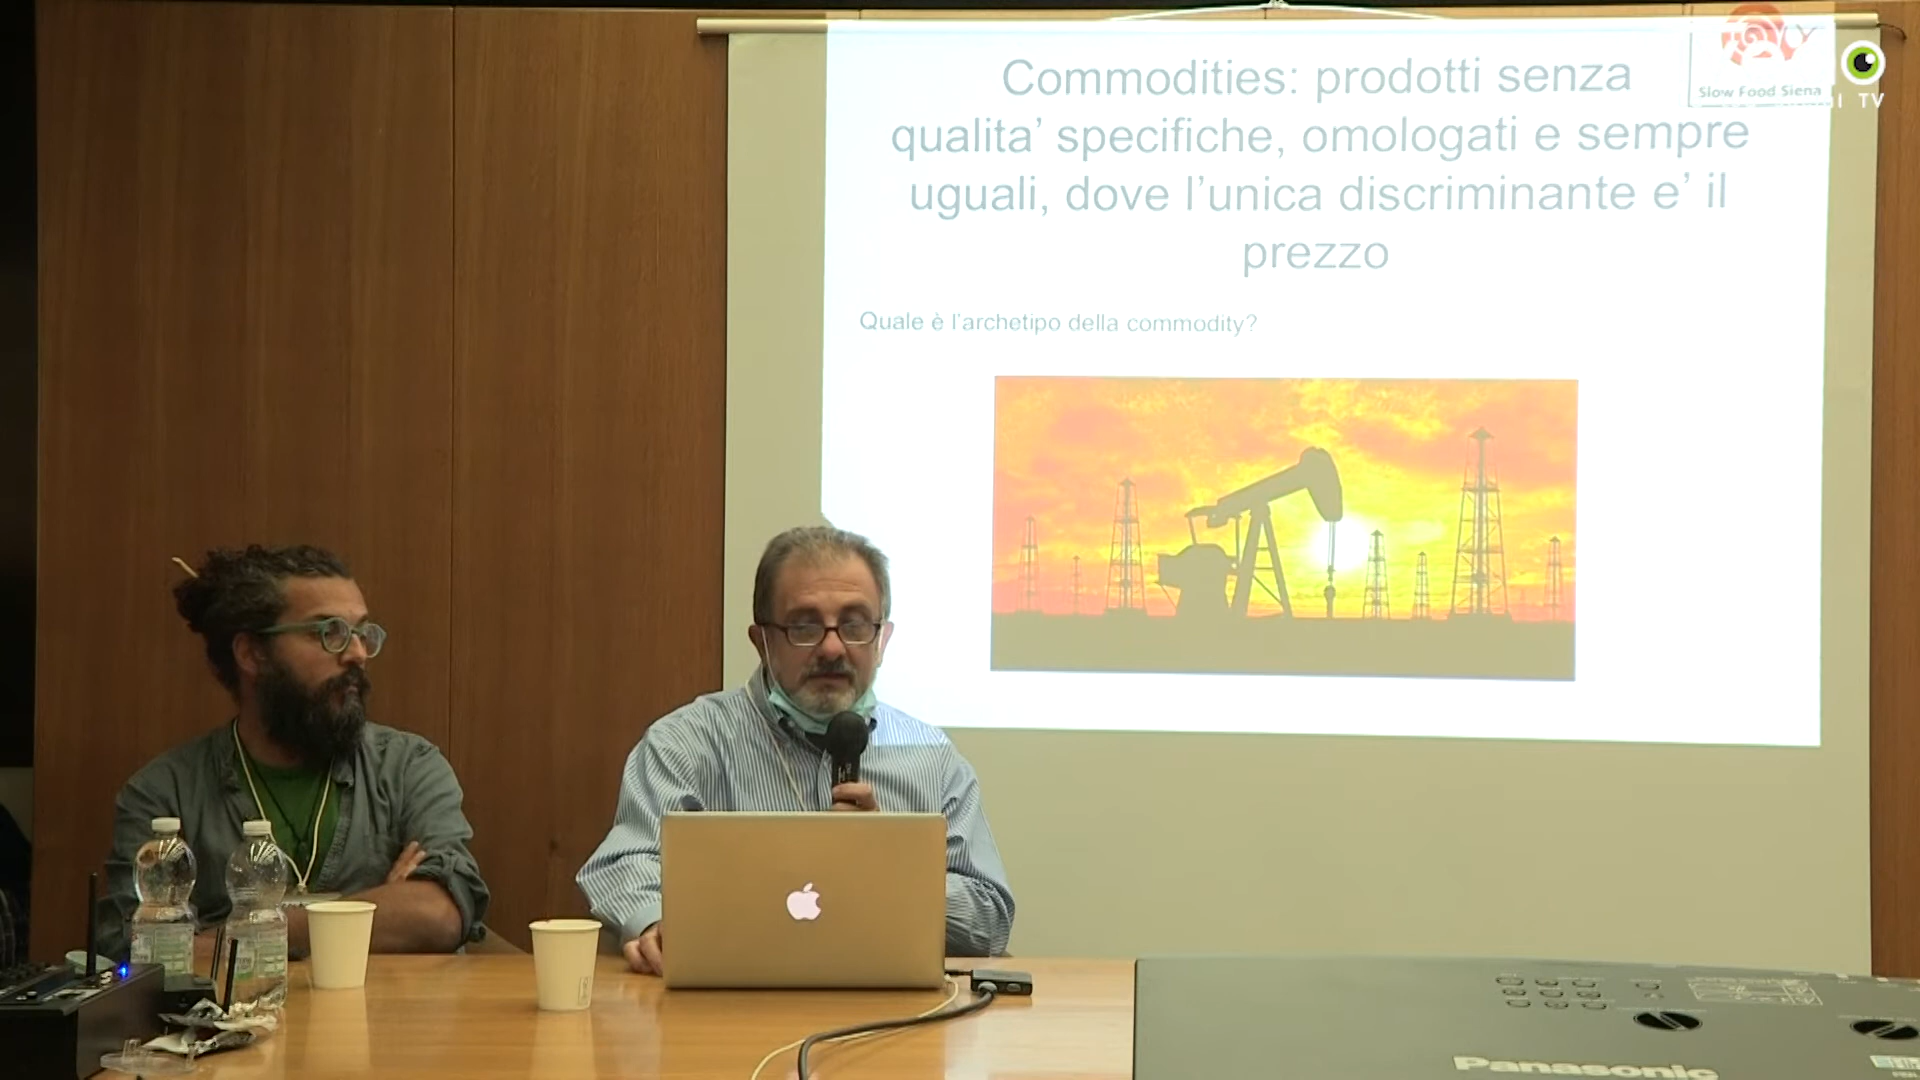 Commodities: prodotti senza
qualita’ specifiche, omologati e sempre
uguali, dove l’unica discriminante e’ il
prezzo
Slow Food Siena
TV
Quale è l’archetipo della commodity?
Panasonic